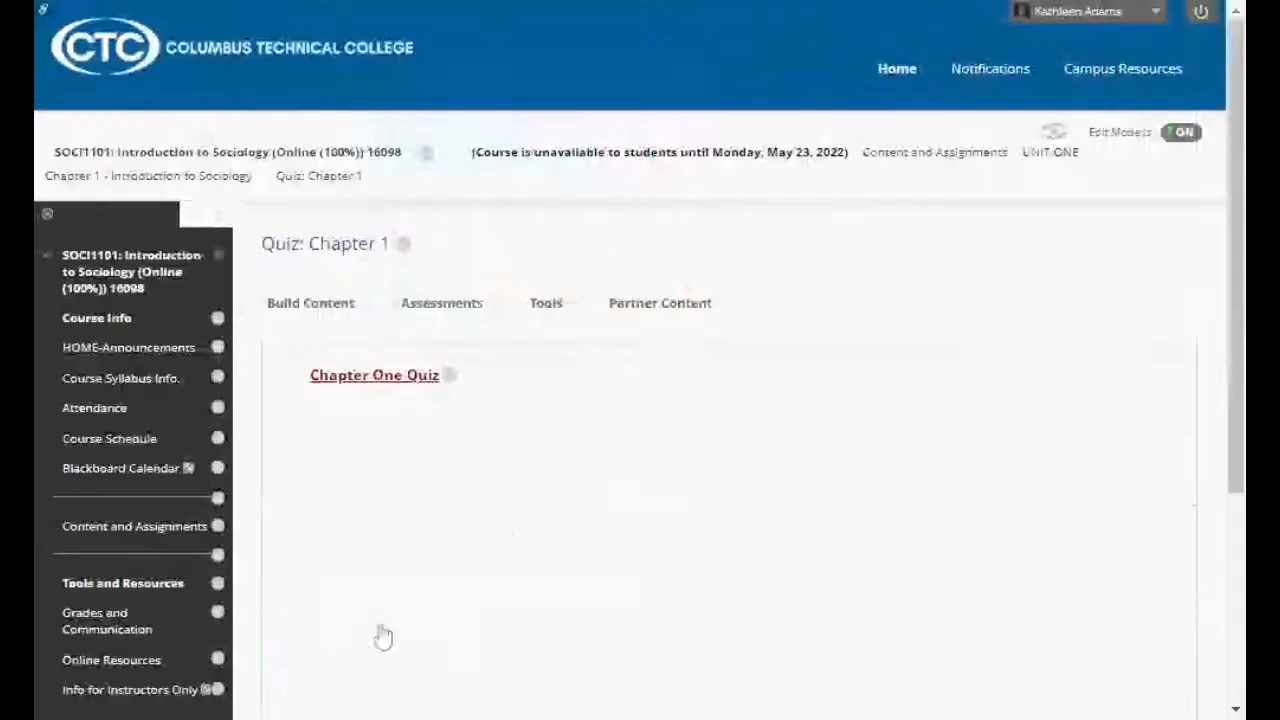 Kathleen Adams
CTC COLUMBUS TECHNICAL COLLEGE
Home Notifications Campus Resources
Edit Mode is ON
SOCI1101: Introduction to Sociology (Online (100%)) 16098 (Course is unavailable to students until Monday, May 23, 2022) Content and Assignments UNIT ONE
Chapter 1 - Introduction to Sociology Quiz: Chapter 1
Quiz: Chapter 1
SOCI1101: Introduction
to Sociology (Online
(100%)) 16098
Build Content Assessments Tools Partner Content
Course Info
HOME-Announcements
Chapter One Quiz
Course Syllabus Info.
Attendance
Course Schedule
Blackboard Calendar
Content and Assignments
Tools and Resources
Grades and
Communication
Online Resources
Info for Instructors Only